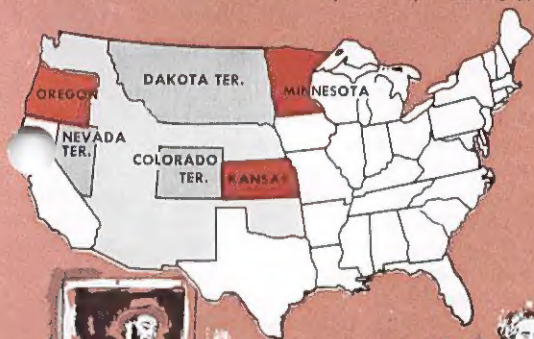 DAKOTA TER.
OREGON
MINNESOTA
NEVADA
TER.
COLORADO
TER.
KANSAS